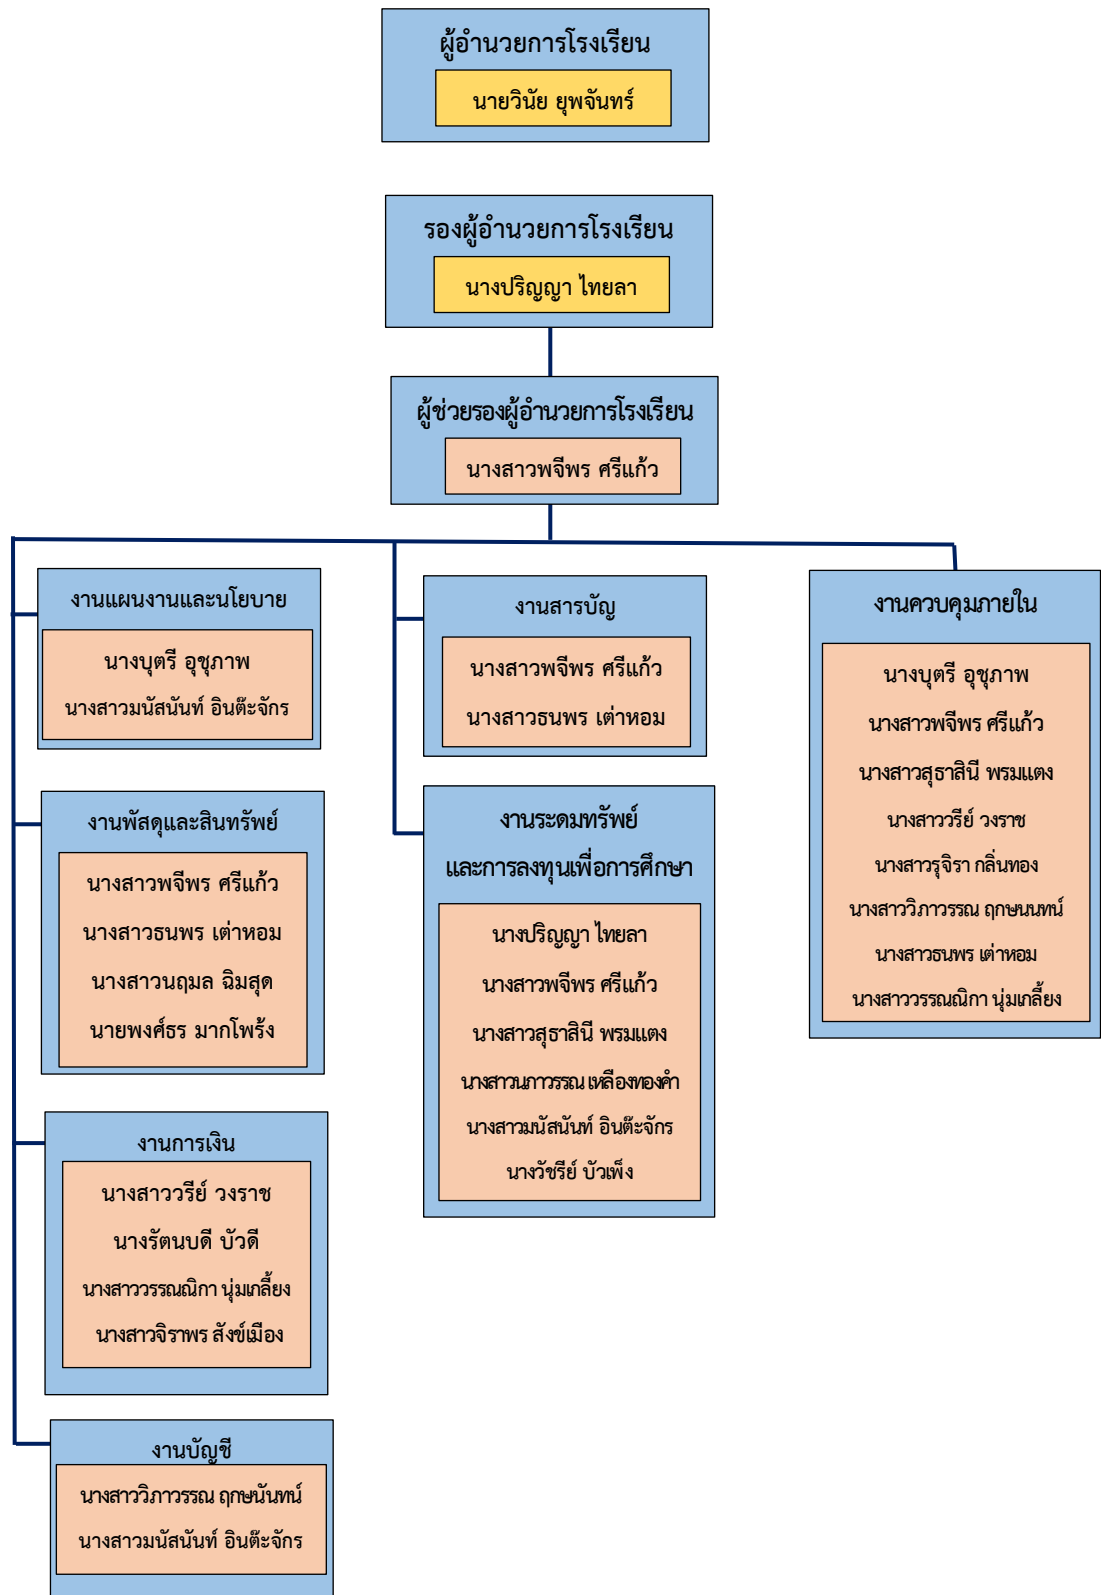 ผู้อำนวยการโรงเรียน
นายวินัย ยุพจันทร์
รองผู้อำนวยการโรงเรียน
นางปริญญา ไทยลา
ผู้ช่วยรองผู้อำนวยการโรงเรียน
นางสาวพจีพร ศรีแก้ว
งานแผนงานและนโยบาย
นางบุตรี อุชุภาพ
นางสาวมนัสนันท์ อินต๊ะจักร
งานพัสดุและสินทรัพย์
นางสาวพจีพร ศรีแก้ว
นางสาวธนพร เต่าหอม
นางสาวนฤมล ฉิมสุด
นายพงศ์ธร มากโพร้ง
งานการเงิน
นางสาววรีย์ วงราช
นางรัตนบดี บัวดี
นางสาววรรณณิกา นุ่มเกลี้ยง
นางสาวจิราพร สังข์เมือง
งานบัญชี
นางสาววิภาวรรณ ฤกษนันทน์
นางสาวมนัสนันท์ อินต๊ะจักร
งานสารบัญ
นางสาวพจีพร ศรีแก้ว
นางสาวธนพร เต่าหอม
งานระดมทรัพย์
และการลงทุนเพื่อการศึกษา
นางปริญญา ไทยลา
นางสาวพจีพร ศรีแก้ว
นางสาวสุธาสินี พรมแตง
นางสาวนภาวรรณ เหลืองทองคำ
นางสาวมนัสนันท์ อินต๊ะจักร
นางวัชรีย์ บัวเพ็ง
งานควบคุมภายใน
นางบุตรี อุชุภาพ
นางสาวพจีพร ศรีแก้ว
นางสาวสุธาสินี พรมแตง
นางสาววรีย์ วงราช
นางสาวรุจิรา กลิ่นทอง
นางสาววิภาวรรณ ฤกษนนทน์
นางสาวธนพร เต่าหอม
นางสาววรรณณิกา นุ่มเกลี้ยง